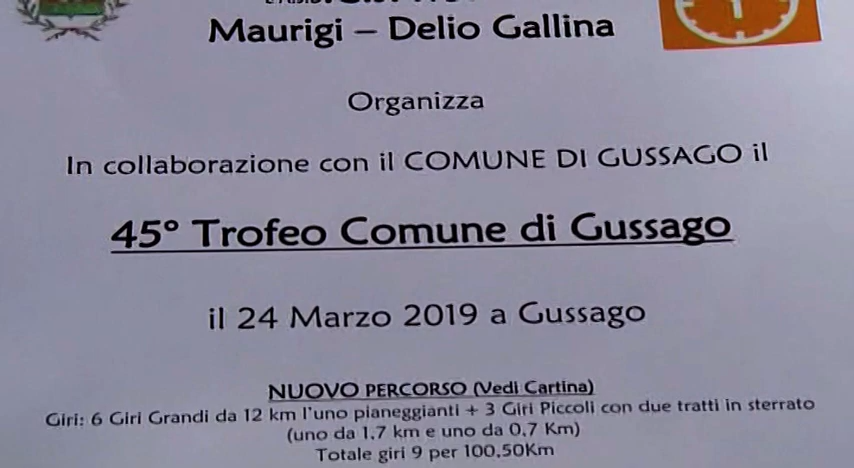 Maurigi – Delio Gallina
1
Organizza
In collaborazione con il COMUNE DI GUSSAGO il
45° Trofeo Comune di Gussago
il 24 Marzo 2019 a Gussago
NUOVO PERCORSO (Vedi Cartina)
Giri: 6 Giri Grandi da 12 km l'uno pianeggianti + 3 Giri Piccoli con due tratti in sterrato
(uno da 1,7 km e uno da 0,7 Km)
Totale giri 9 per 100,50Km